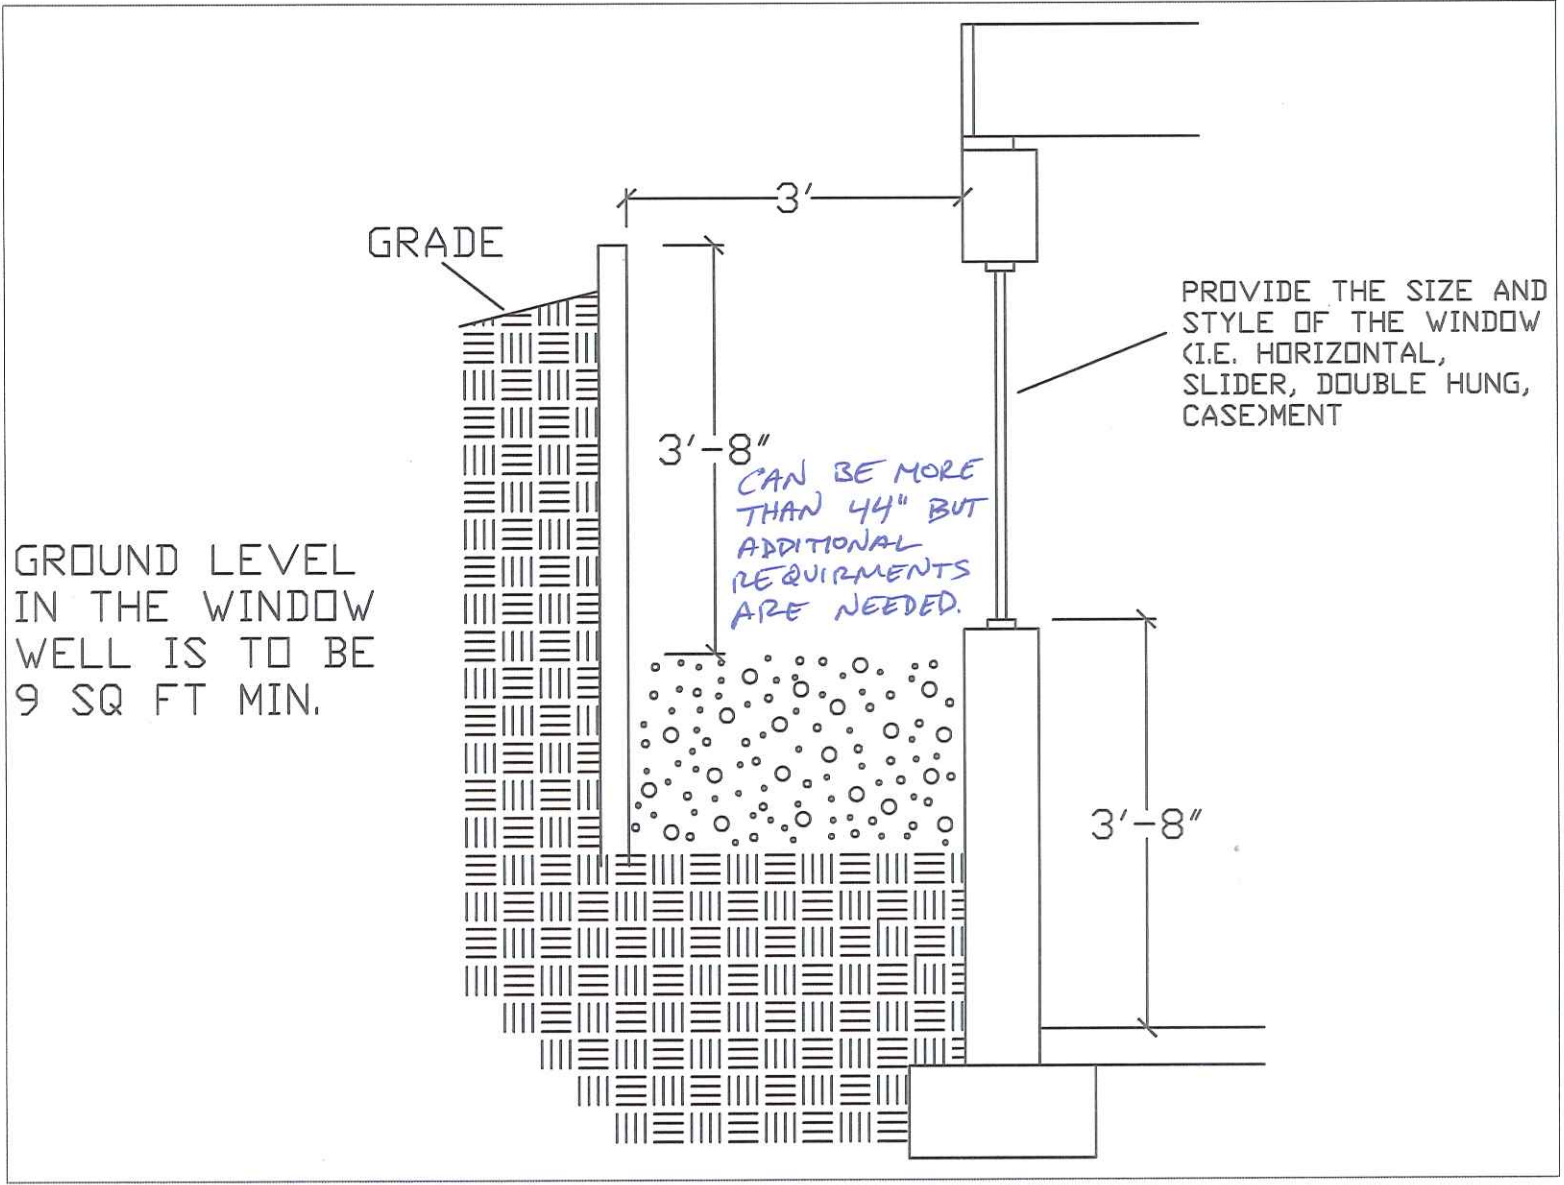 3'
GRADE
PROVIDE THE SIZE AND
STYLE OF THE WINDOW
(I.E. HORIZONTAL,
SLIDER, DOUBLE HUNG,
CASE)MENT
3'-8"
CAN BE MORE
THAN 44" BUT
ADDITIONAL
REQUIRMENTS
ARE NEEDED.
GROUND LEVEL
IN THE WINDOW
WELL IS TO BE
9 SQ FT MIN.
3'-8"